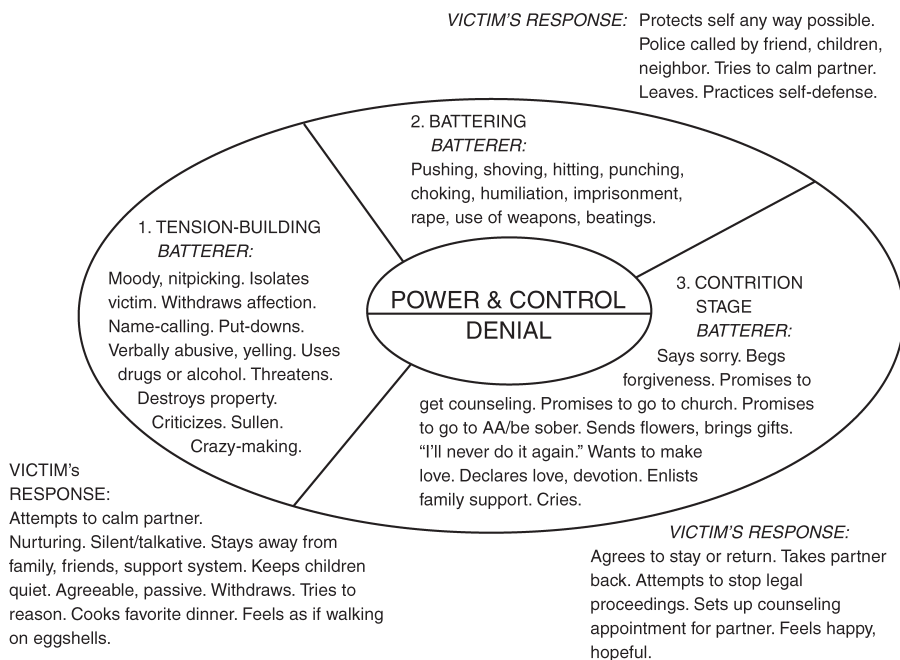 VICTIM'S RESPONSE: Protects self any way possible.
Police called by friend, children,
neighbor. Tries to calm partner.
Leaves. Practices self-defense.
2. BATTERING
BATTERER:
Pushing, shoving, hitting, punching,
choking, humiliation, imprisonment,
rape, use of weapons, beatings.
1. TENSION-BUILDING
BATTERER:
Moody, nitpicking. Isolates
victim. Withdraws affection.
Name-calling. Put-downs.
Verbally abusive, yelling. Uses
drugs or alcohol. Threatens.
Destroys property.
Criticizes. Sullen.
Crazy-making.
POWER & CONTROL
DENIAL
3. CONTRITION
STAGE
BATTERER:
Says sorry. Begs
forgiveness. Promises to
get counseling. Promises to go to church. Promises
to go to AA/be sober. Sends flowers, brings gifts.
“I’ll never do it again.” Wants to make
love. Declares love, devotion. Enlists
family support. Cries.
VICTIM’s
RESPONSE:
Attempts to calm partner.
Nurturing. Silent/talkative. Stays away from
family, friends, support system. Keeps children
quiet. Agreeable, passive. Withdraws. Tries to
reason. Cooks favorite dinner. Feels as if walking
on eggshells.
VICTIM’S RESPONSE:
Agrees to stay or return. Takes partner
back. Attempts to stop legal
proceedings. Sets up counseling
appointment for partner. Feels happy,
hopeful.